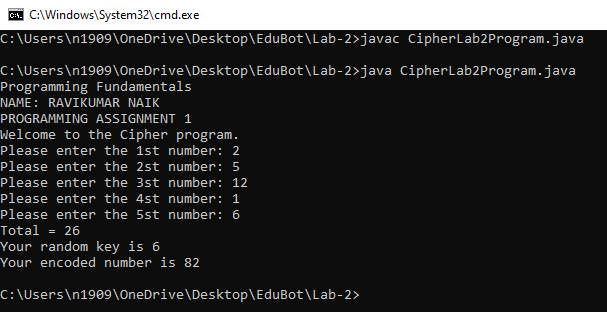 C:\Windows\System32\cmd.exe
C:\Users\n1909\OneDrive\Desktop\EduBot\Lab-2>javac CipherLab2Program.java
C:\Users\n1909\OneDrive\Desktop\EduBot\Lab-2>java CipherLab2Program.java
Programming Fundamentals
NAME: RAVIKUMAR NAIK
PROGRAMMING ASSIGNMENT 1
Welcome to the Cipher program.
Please enter the 1st number: 2
Please enter the 2st number: 5
Please enter the 3st number: 12
Please enter the 4st number: 1
Please enter the 5st number: 6
Total = 26
Your random key is 6
Your encoded number is 82
C:\Users\n1909\OneDrive\Desktop\EduBot\Lab-2>